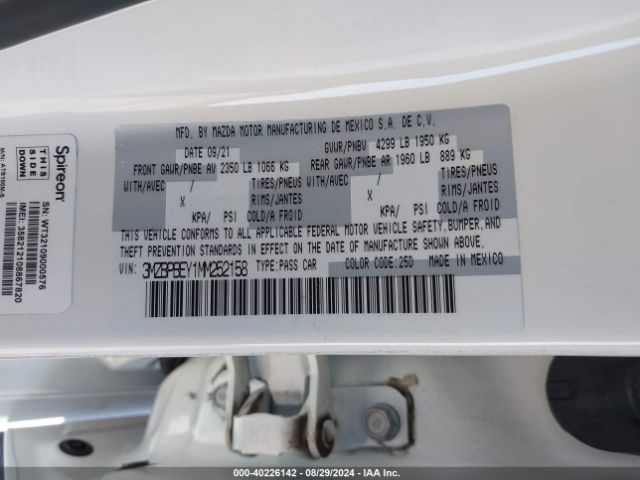 Spireon
THIS
SIDE
DOWN
M/N: ATS100N-S
SN: WT32109000576
IMEI: 358212108867820
MFD. BY MAZDA MOTOR MANUFACTURING DE MEXICO S.A. DE C.V.
DATE 09/21 GVWR/PNBV 4299 LB 1950 KG
FRONT GAWR/PNBE AV 2350 LB 1066 KG REAR GAWR/PNBE AR 1960 LB 889 KG
WITH/AVEC / TIRES/PNEUS WITH/AVEC / TIRES/PNEUS
X RIMS/JANTES X RIMS/JANTES
KPA/ PSI COLD/A FROID KPA/ PSI COLD/A FROID
THIS VEHICLE CONFORMS TO ALL APPLICABLE FEDERAL MOTOR VEHICLE SAFETY, BUMPER, AND
THEFT PREVENTION STANDARDS IN EFFECT ON THE DATE OF MANUFACTURE SHOWN ABOVE.
VIN: 3MZBPBEY1MM252158 TYPE: PASS CAR COLOR CODE: 25D MADE IN MEXICO
000-40226142 - 08/29/2024 - IAA Inc.